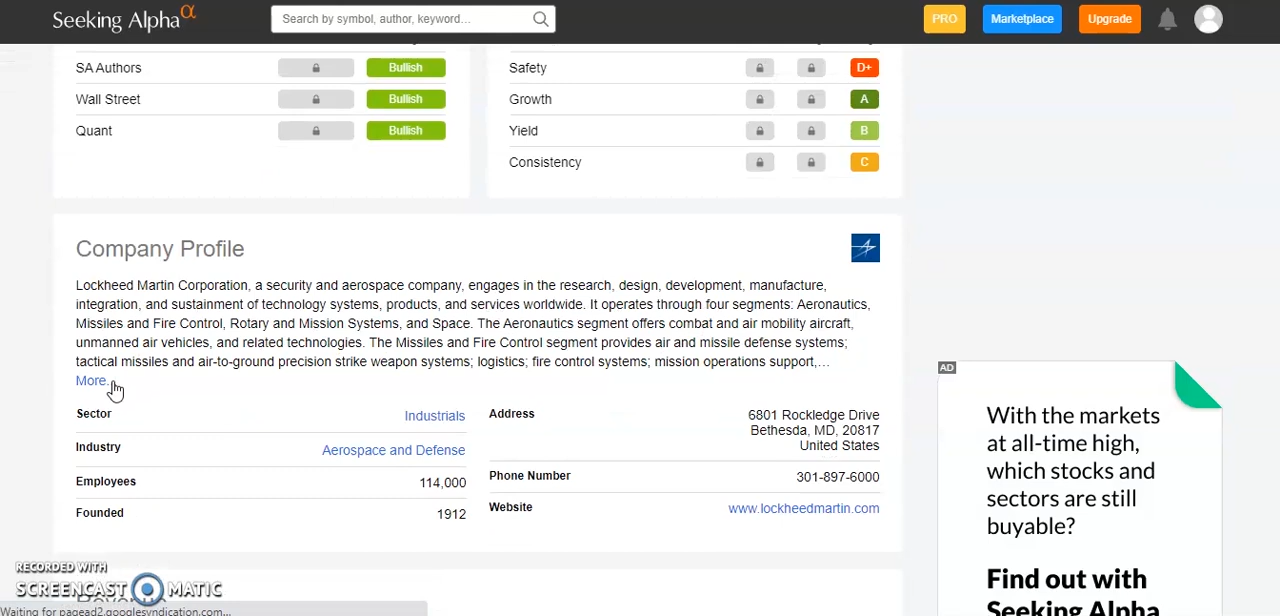 Seeking Alpha α
Search by symbol, author, keyword...
PRO
Marketplace
Upgrade
SA Authors
Bullish
Wall Street
Bullish
Quant
Bullish
Safety
D+
Growth
A
Yield
B
Consistency
C
Company Profile
Lockheed Martin Corporation, a security and aerospace company, engages in the research, design, development, manufacture,
integration, and sustainment of technology systems, products, and services worldwide. It operates through four segments: Aeronautics,
Missiles and Fire Control, Rotary and Mission Systems, and Space. The Aeronautics segment offers combat and air mobility aircraft,
unmanned air vehicles, and related technologies. The Missiles and Fire Control segment provides air and missile defense systems;
tactical missiles and air-to-ground precision strike weapon systems; logistics; fire control systems; mission operations support,...
More.
Sector
Industrials
Industry
Aerospace and Defense
Employees
114,000
Founded
1912
Address
6801 Rockledge Drive
Bethesda, MD, 20817
United States
Phone Number
301-897-6000
Website
www.lockheedmartin.com
AD
With the markets
at all-time high,
which stocks and
sectors are still
buyable?
Find out with
Seeking Alpha
RECORDED WITH
SCREENCAST MATIC
Waiting for pagead2.googlesyndication.com...